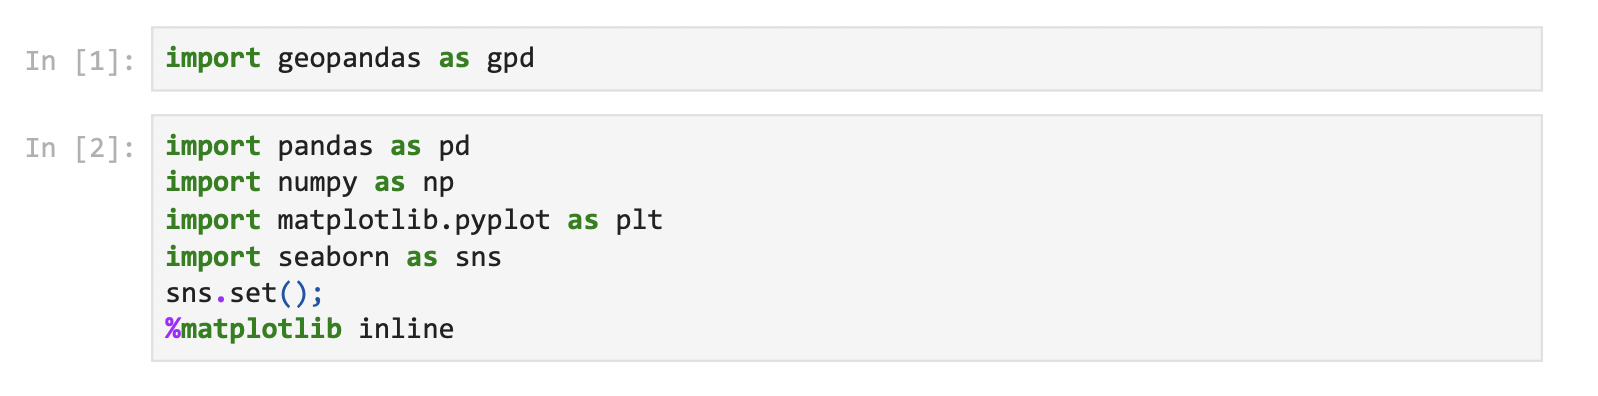 In [1]: import geopandas as gpd
In [2]: import pandas as pd
import numpy as np
import matplotlib.pyplot as plt
import seaborn as sns
sns.set();
%matplotlib inline